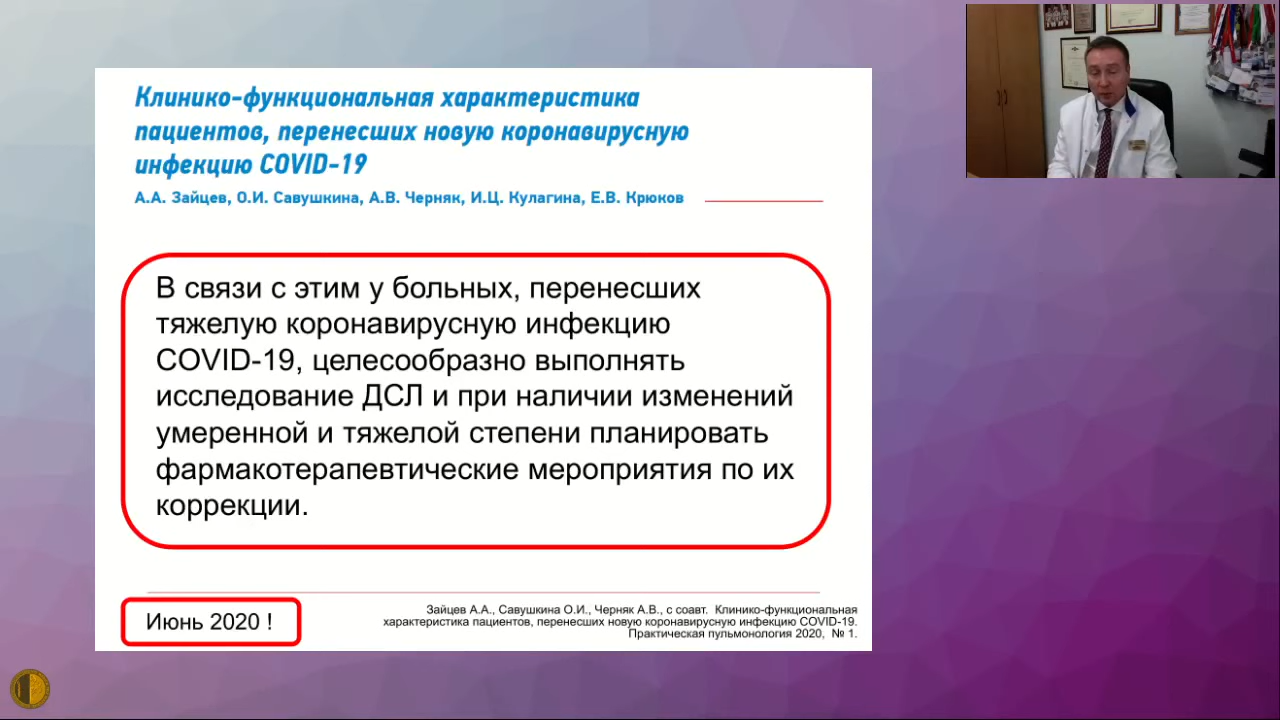 Клинико-функциональная характеристика
пациентов, перенесших новую коронавирусную
инфекцию COVID-19
А.А. Зайцев, О.И. Савушкина, А.В. Черняк, И.Ц. Кулагина, Е.В. Крюков
В связи с этим у больных, перенесших
тяжелую коронавирусную инфекцию
COVID-19, целесообразно выполнять
исследование ДСЛ и при наличии изменений
умеренной и тяжелой степени планировать
фармакотерапевтические мероприятия по их
коррекции.
Июнь 2020 !
Зайцев А.А., Савушкина О.И., Черняк А.В., с соавт. Клинико-функциональная
характеристика пациентов, перенесших новую коронавирусную инфекцию COVID-19.
Практическая пульмонология 2020, № 1.